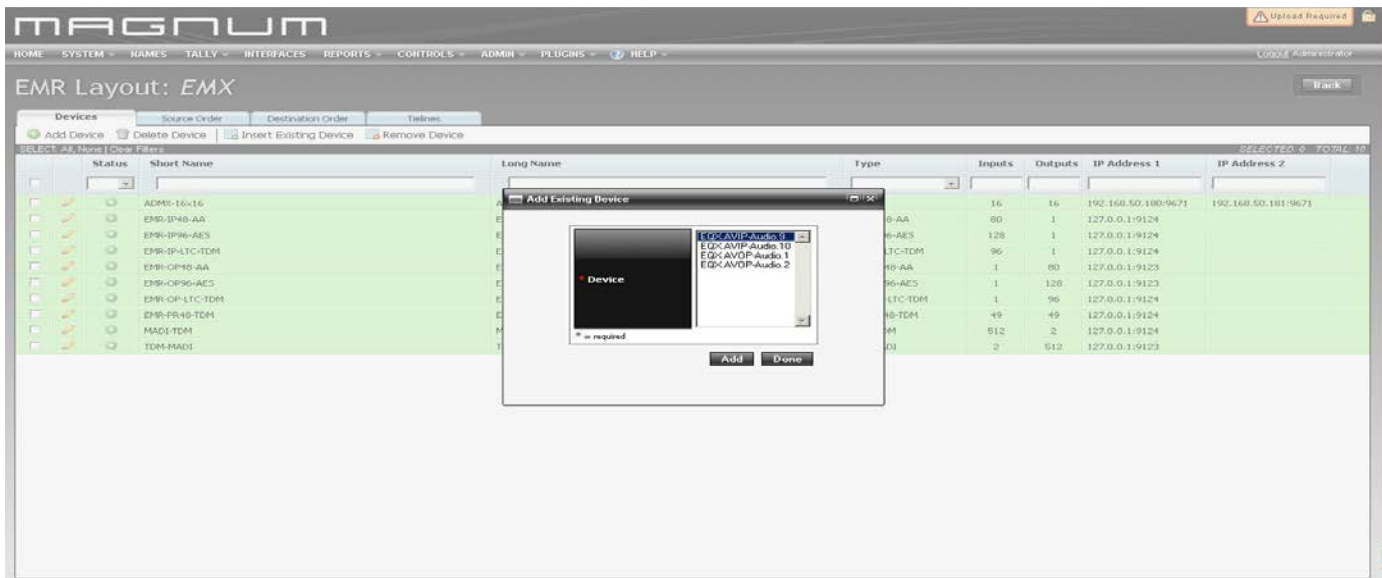 MAGNUM
Upload Required
HOME SYSTEM NAMES TALLY INTERFACES REPORTS CONTROLS ADMIN PLUGINS HELP
Logout Administrator
EMR Layout: EMX
Back
Devices Source Order Destination Order Tielines
Add Device Delete Device Insert Existing Device Remove Device
SELECT: All, None | Clear Filters
SELECTED: 0 TOTAL: 10
Status Short Name Long Name Type Inputs Outputs IP Address 1 IP Address 2
ADMX-16x16 16 16 192.168.50.180:9671 192.168.50.181:9671
EMR-IP48-AA 80 1 127.0.0.1:9124
EMR-IP96-AES 128 1 127.0.0.1:9124
EMR-IP-LTC-TDM 96 1 127.0.0.1:9124
EMR-OP48-AA 1 80 127.0.0.1:9123
EMR-OP96-AES 1 128 127.0.0.1:9123
EMR-OP-LTC-TDM 1 96 127.0.0.1:9124
EMR-PR48-TDM 49 49 127.0.0.1:9124
MADI-TDM 512 2 127.0.0.1:9124
TDM-MADI 2 512 127.0.0.1:9123
Add Existing Device
* Device
EQX.AVIP-Audio.9
EQX.AVIP-Audio.10
EQX.AVOP-Audio.1
EQX.AVOP-Audio.2
* = required
Add Done